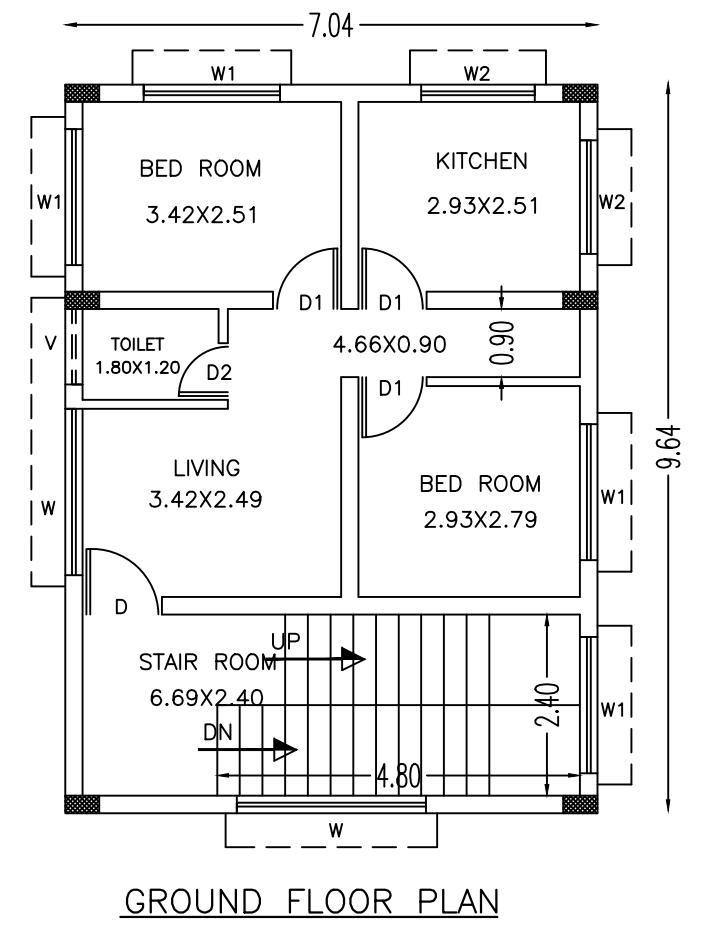 7.04
W1
W2
BED ROOM
3.42X2.51
KITCHEN
2.93X2.51
W1
W2
D1
D1
V
TOILET
1.80X1.20
D2
4.66X0.90
0.90
D1
9.64
LIVING
3.42X2.49
BED ROOM
2.93X2.79
W
W1
D
UP
STAIR ROOM
6.69X2.40
2.40
W1
DN
4.80
W
GROUND FLOOR PLAN